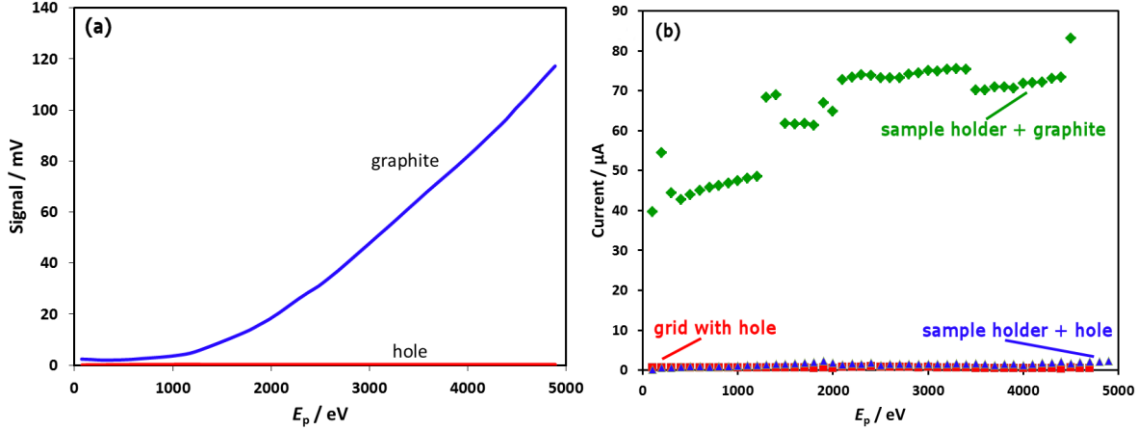 (a)
140
120
100
80
60
40
20
0
Signal / mV
graphite
hole
0 1000 2000 3000 4000 5000
Eₚ / eV
(b)
90
80
70
60
50
40
30
20
10
0
Current / µA
sample holder + graphite
grid with hole
sample holder + hole
0 1000 2000 3000 4000 5000
Eₚ / eV